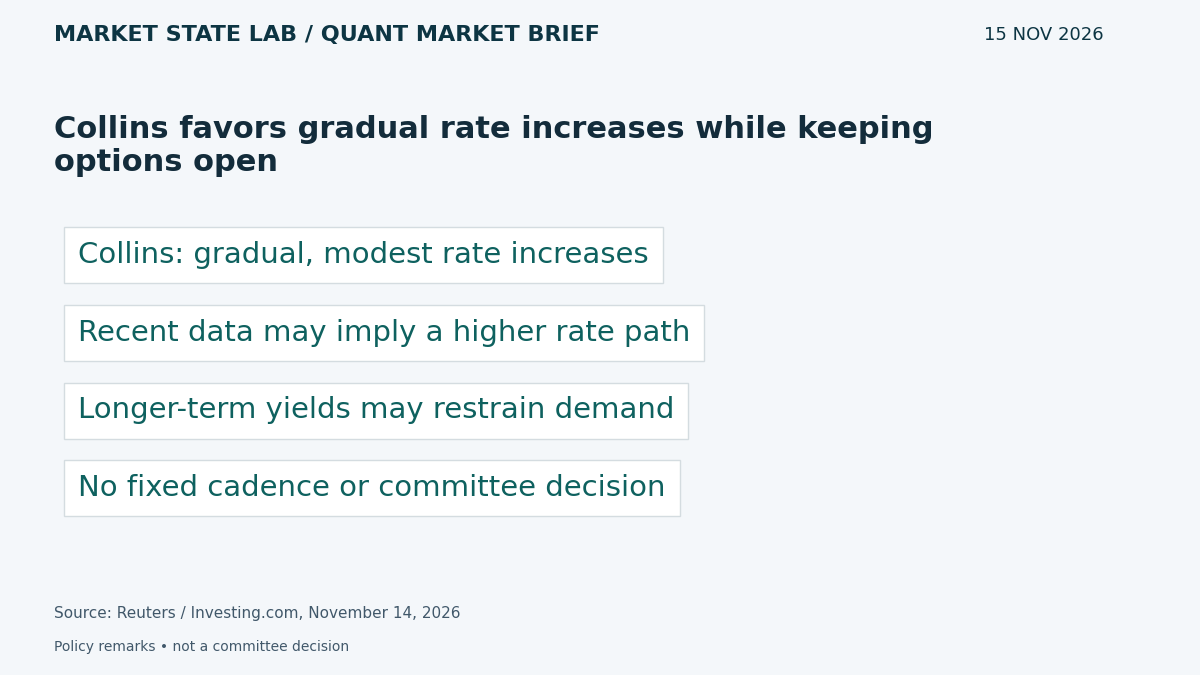 MARKET STATE LAB / QUANT MARKET BRIEF
15 NOV 2026
Collins favors gradual rate increases while keeping
options open
Collins: gradual, modest rate increases
Recent data may imply a higher rate path
Longer-term yields may restrain demand
No fixed cadence or committee decision
Source: Reuters / Investing.com, November 14, 2026
Policy remarks • not a committee decision